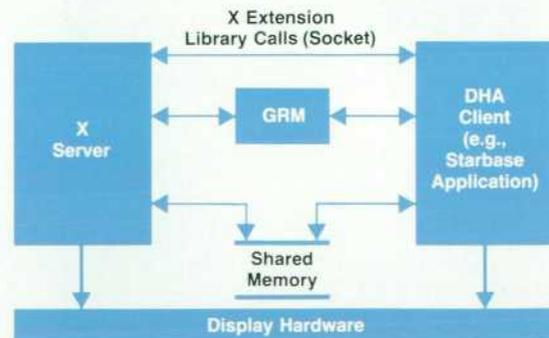 X Extension
Library Calls (Socket)
X
Server
GRM
DHA
Client
(e.g.,
Starbase
Application)
Shared
Memory
Display Hardware